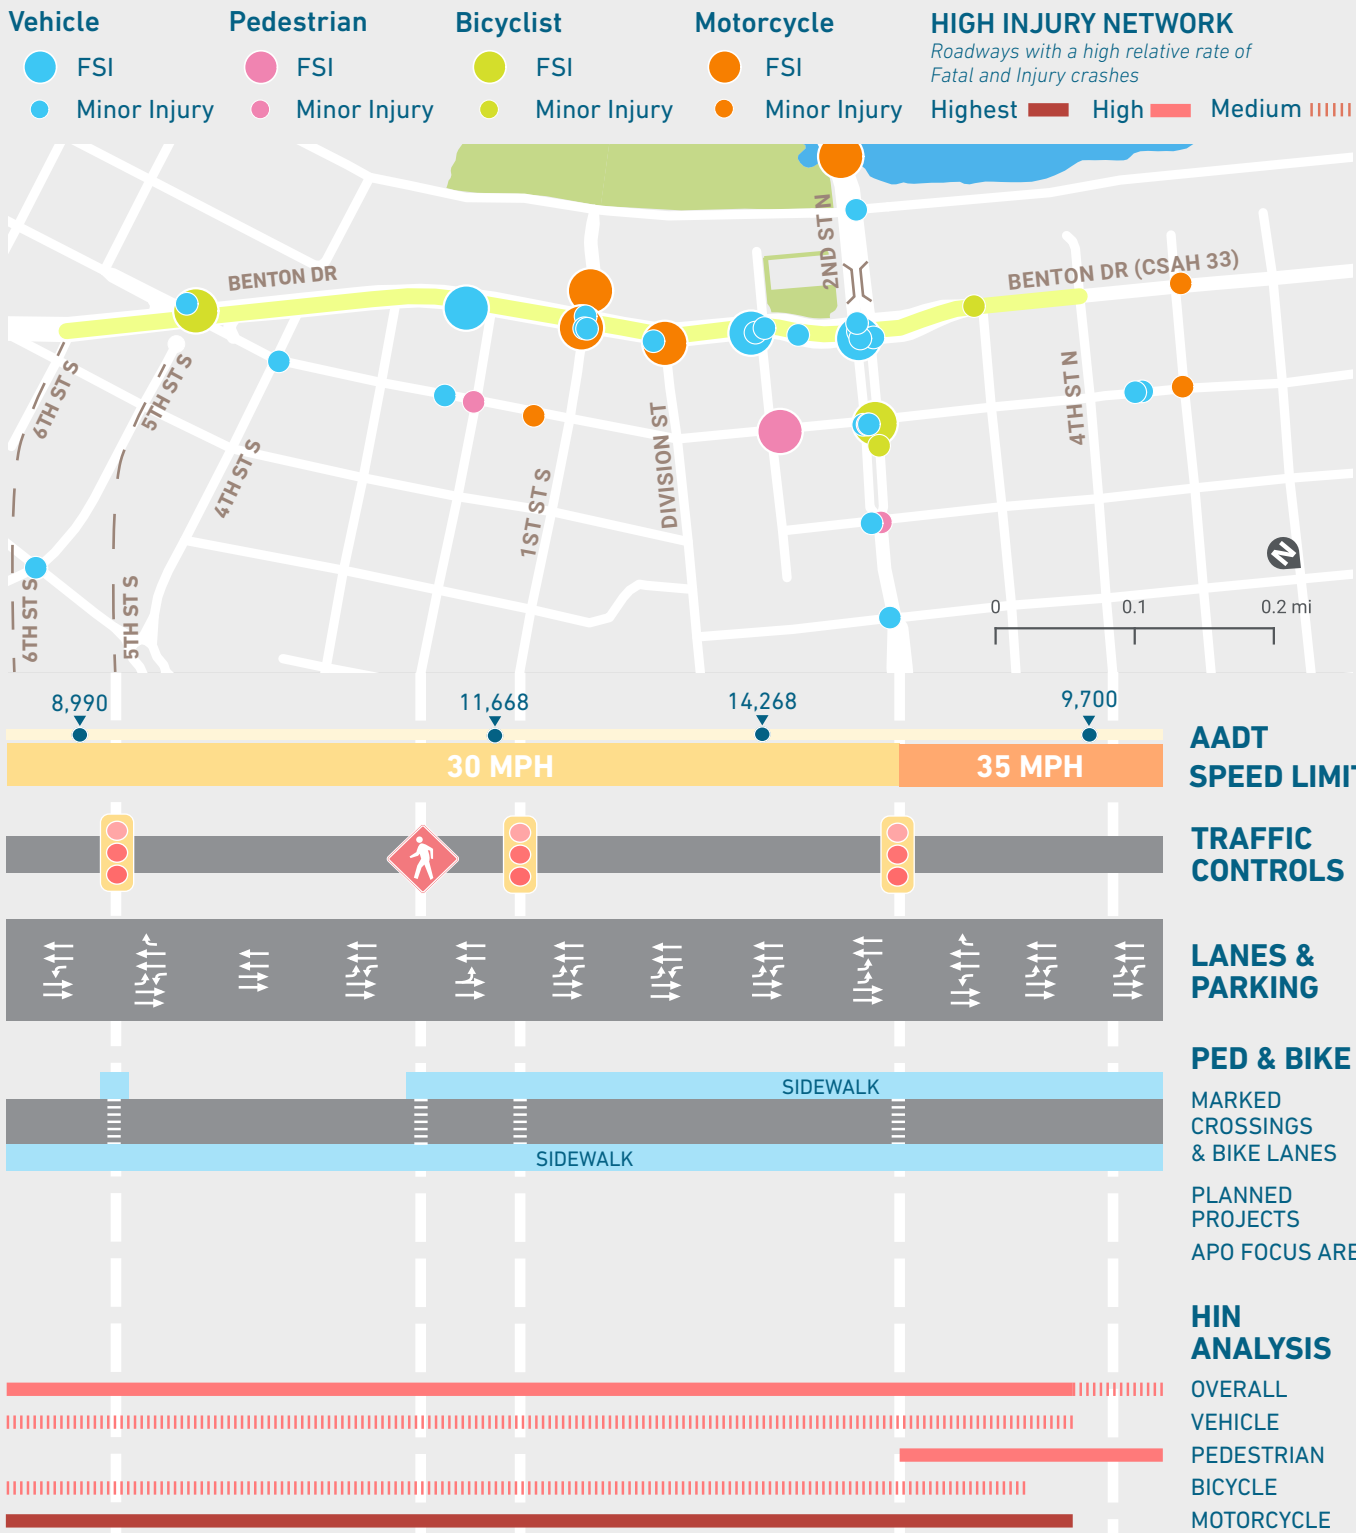 Vehicle
Pedestrian
Bicyclist
Motorcycle
HIGH INJURY NETWORK
Roadways with a high relative rate of
Fatal and Injury crashes
FSI
FSI
FSI
FSI
Minor Injury
Minor Injury
Minor Injury
Minor Injury
Highest
High
Medium
BENTON DR
2ND ST N
BENTON DR (CSAH 33)
6TH ST S
5TH ST S
4TH ST S
1ST ST S
DIVISION ST
4TH ST N
6TH ST S
5TH ST S
N
0 0.1 0.2 mi
8,990
11,668
14,268
9,700
AADT
30 MPH
35 MPH
SPEED LIMIT
TRAFFIC
CONTROLS
LANES &
PARKING
PED & BIKE
SIDEWALK
MARKED
CROSSINGS
& BIKE LANES
SIDEWALK
PLANNED
PROJECTS
APO FOCUS ARE
HIN
ANALYSIS
OVERALL
VEHICLE
PEDESTRIAN
BICYCLE
MOTORCYCLE